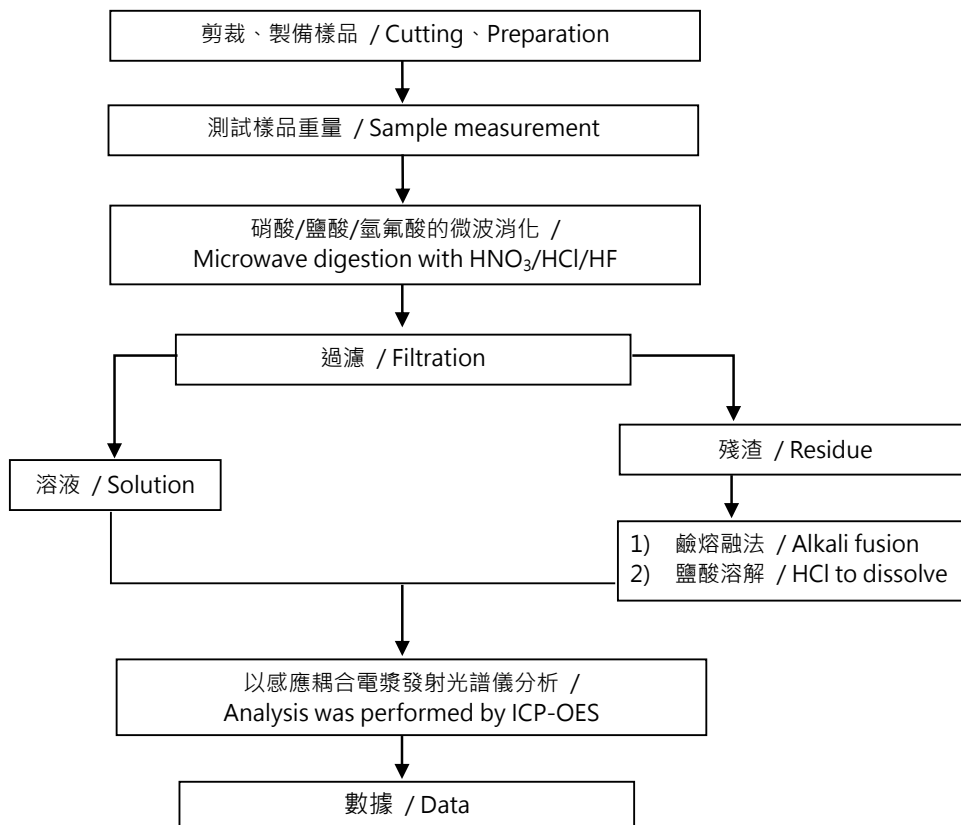 剪裁、製備樣品 / Cutting、Preparation
測試樣品重量 / Sample measurement
硝酸/鹽酸/氫氟酸的微波消化 /
Microwave digestion with HNO₃/HCl/HF
過濾 / Filtration
溶液 / Solution
殘渣 / Residue
1) 鹼熔融法 / Alkali fusion
2) 鹽酸溶解 / HCl to dissolve
以感應耦合電漿發射光譜儀分析 /
Analysis was performed by ICP-OES
數據 / Data